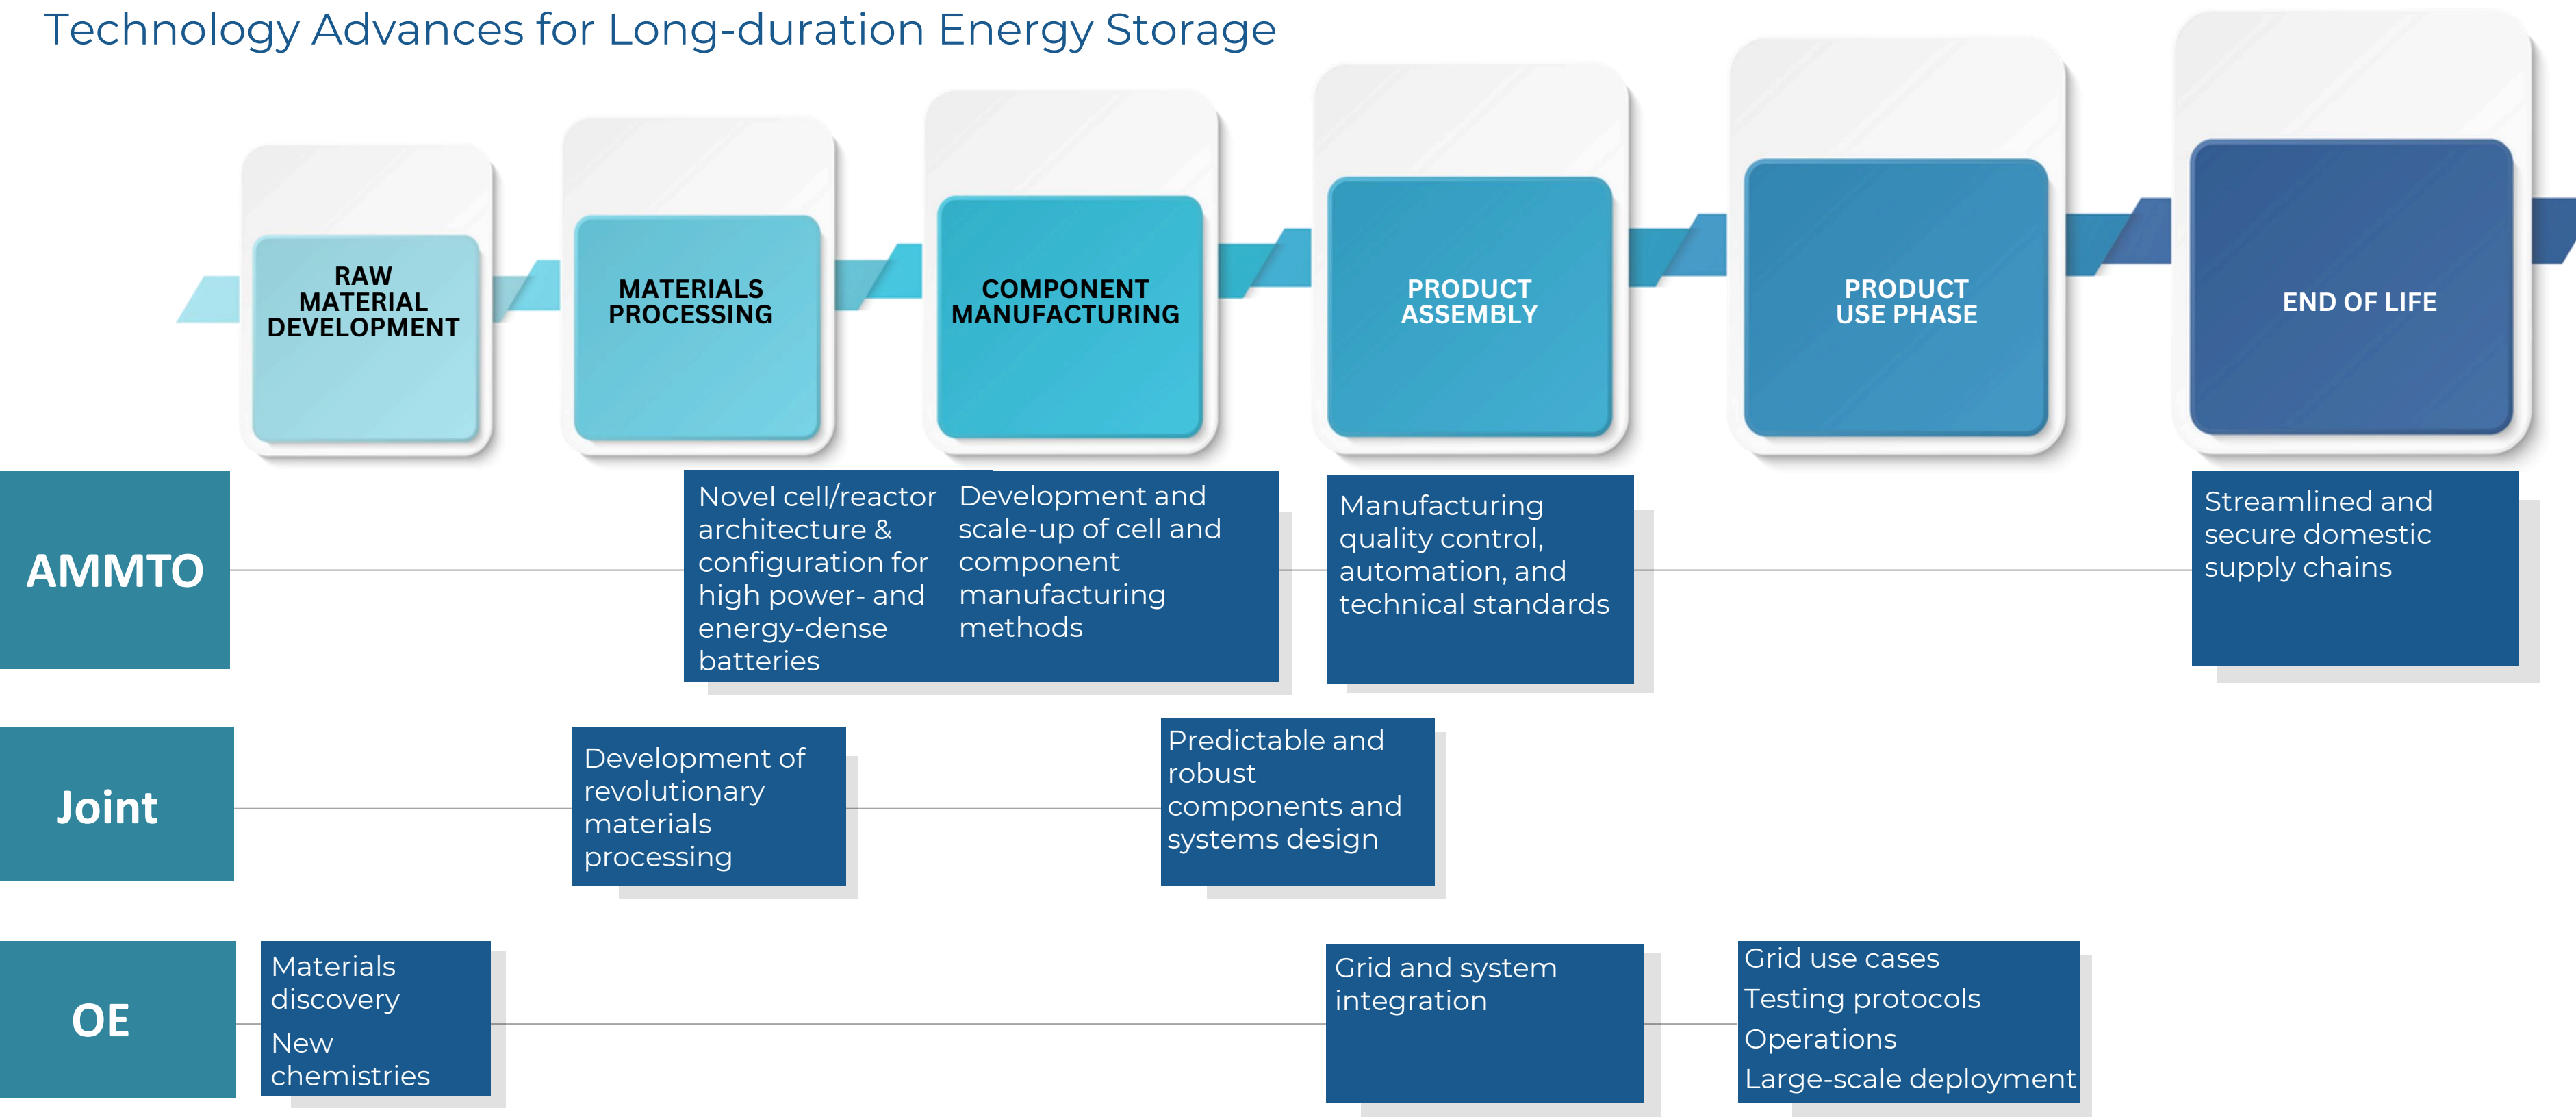 Technology Advances for Long-duration Energy Storage
RAW
MATERIAL
DEVELOPMENT
MATERIALS
PROCESSING
COMPONENT
MANUFACTURING
PRODUCT
ASSEMBLY
PRODUCT
USE PHASE
END OF LIFE
AMMTO
Novel cell/reactor
architecture &
configuration for
high power- and
energy-dense
batteries
Development and
scale-up of cell and
component
manufacturing
methods
Manufacturing
quality control,
automation, and
technical standards
Streamlined and
secure domestic
supply chains
Joint
Development of
revolutionary
materials
processing
Predictable and
robust
components and
systems design
OE
Materials
discovery
New
chemistries
Grid and system
integration
Grid use cases
Testing protocols
Operations
Large-scale deployment